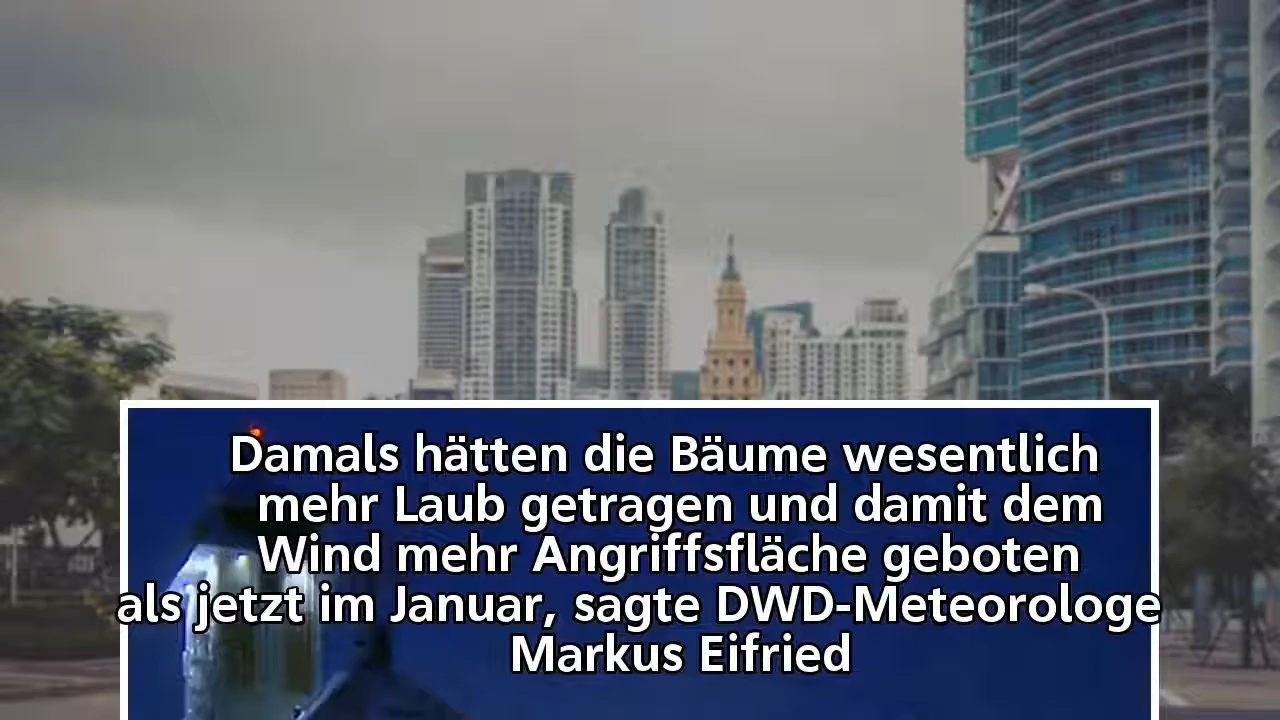 Damals hätten die Bäume wesentlich
mehr Laub getragen und damit dem
Wind mehr Angriffsfläche geboten
als jetzt im Januar, sagte DWD-Meteorologe
Markus Eifried